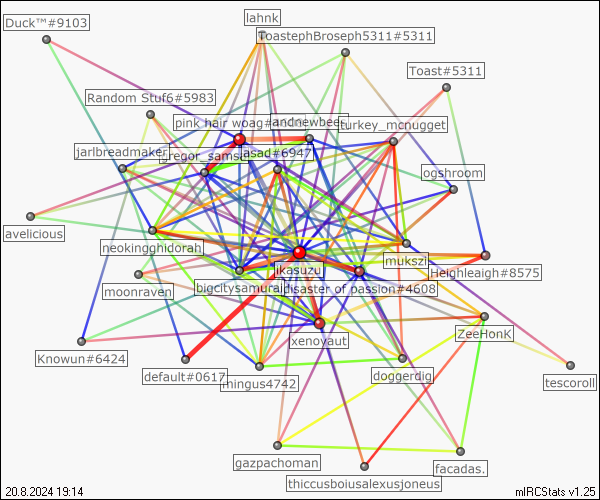 lahnk
Duck™#9103
ToastephBroseph5311#5311
Toast#5311
Random Stuf6#5983
pink hair woag#
andrewbeer
turkey_mcnugget
jarlbreadmaker
gregor_samsa
asad#6947
ogshroom
avelicious
neokingghidorah
mukszi
ikasuzu
Heighleaigh#8575
moonraven
bigcitysamurai
disaster of passion#4608
xenovaut
ZeeHonK
Knowun#6424
default#0617
mingus4742
doggerdig
tescoroll
gazpachoman
thiccusboiusalexusjoneus
facadas.
20.8.2024 19:14
mIRCStats v1.25